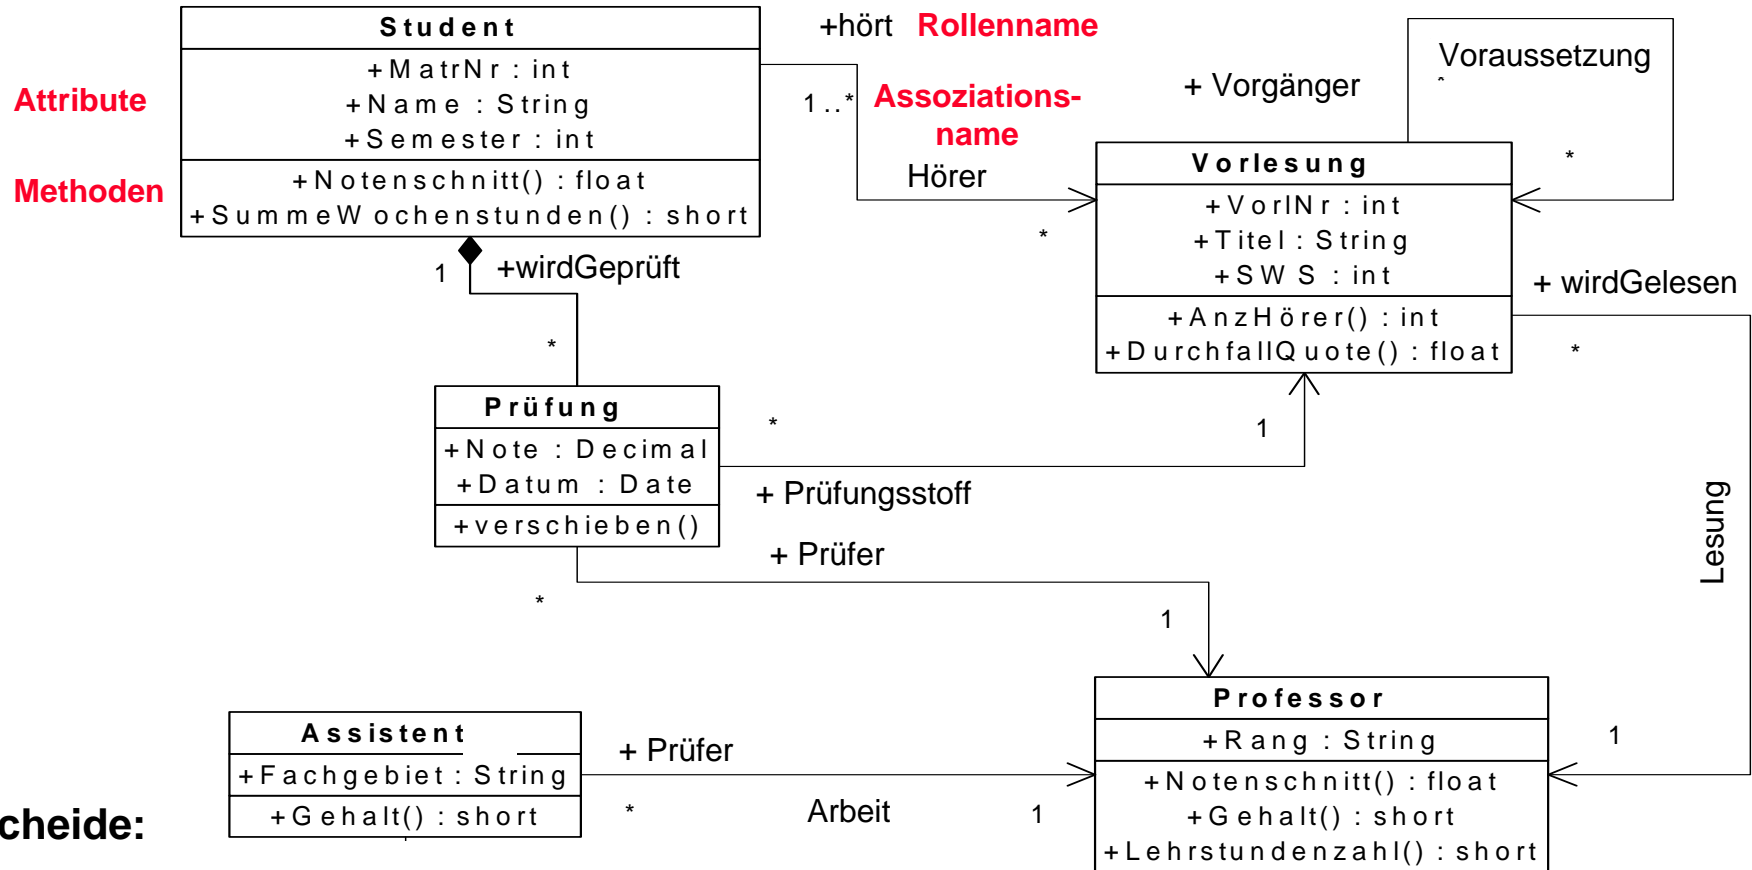 Student
+hört Rollenname
Voraussetzung
+MatrNr : int
+Name : String
+Semester : int
Attribute
1..*
Assoziations-
name
+ Vorgänger
*
+Notenschnitt() : float
+SummeWochenstunden() : short
Methoden
Hörer
*
Vorlesung
+VorlNr : int
+Titel : String
+SWS : int
+AnzHörer() : int
+DurchfallQuote() : float
+ wirdGelesen
*
1
+wirdGeprüft
*
Prüfung
+Note : Decimal
+Datum : Date
+verschieben()
*
1
+ Prüfungsstoff
+ Prüfer
*
1
Lesung
Professor
+Rang : String
+Notenschnitt() : float
+Gehalt() : short
+Lehrstundenzahl() : short
1
Assistent
+Fachgebiet : String
+Gehalt() : short
+ Prüfer
*
Arbeit
1
cheide: